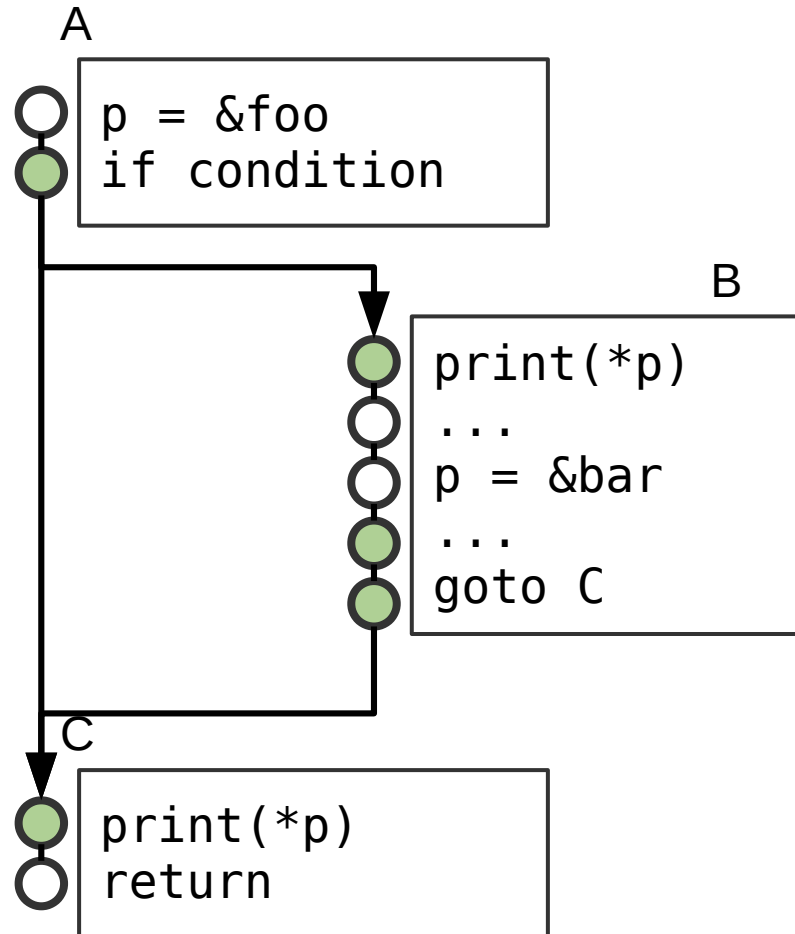 A
p = &foo
if condition
B
print(*p)
...
p = &bar
...
goto C
C
print(*p)
return